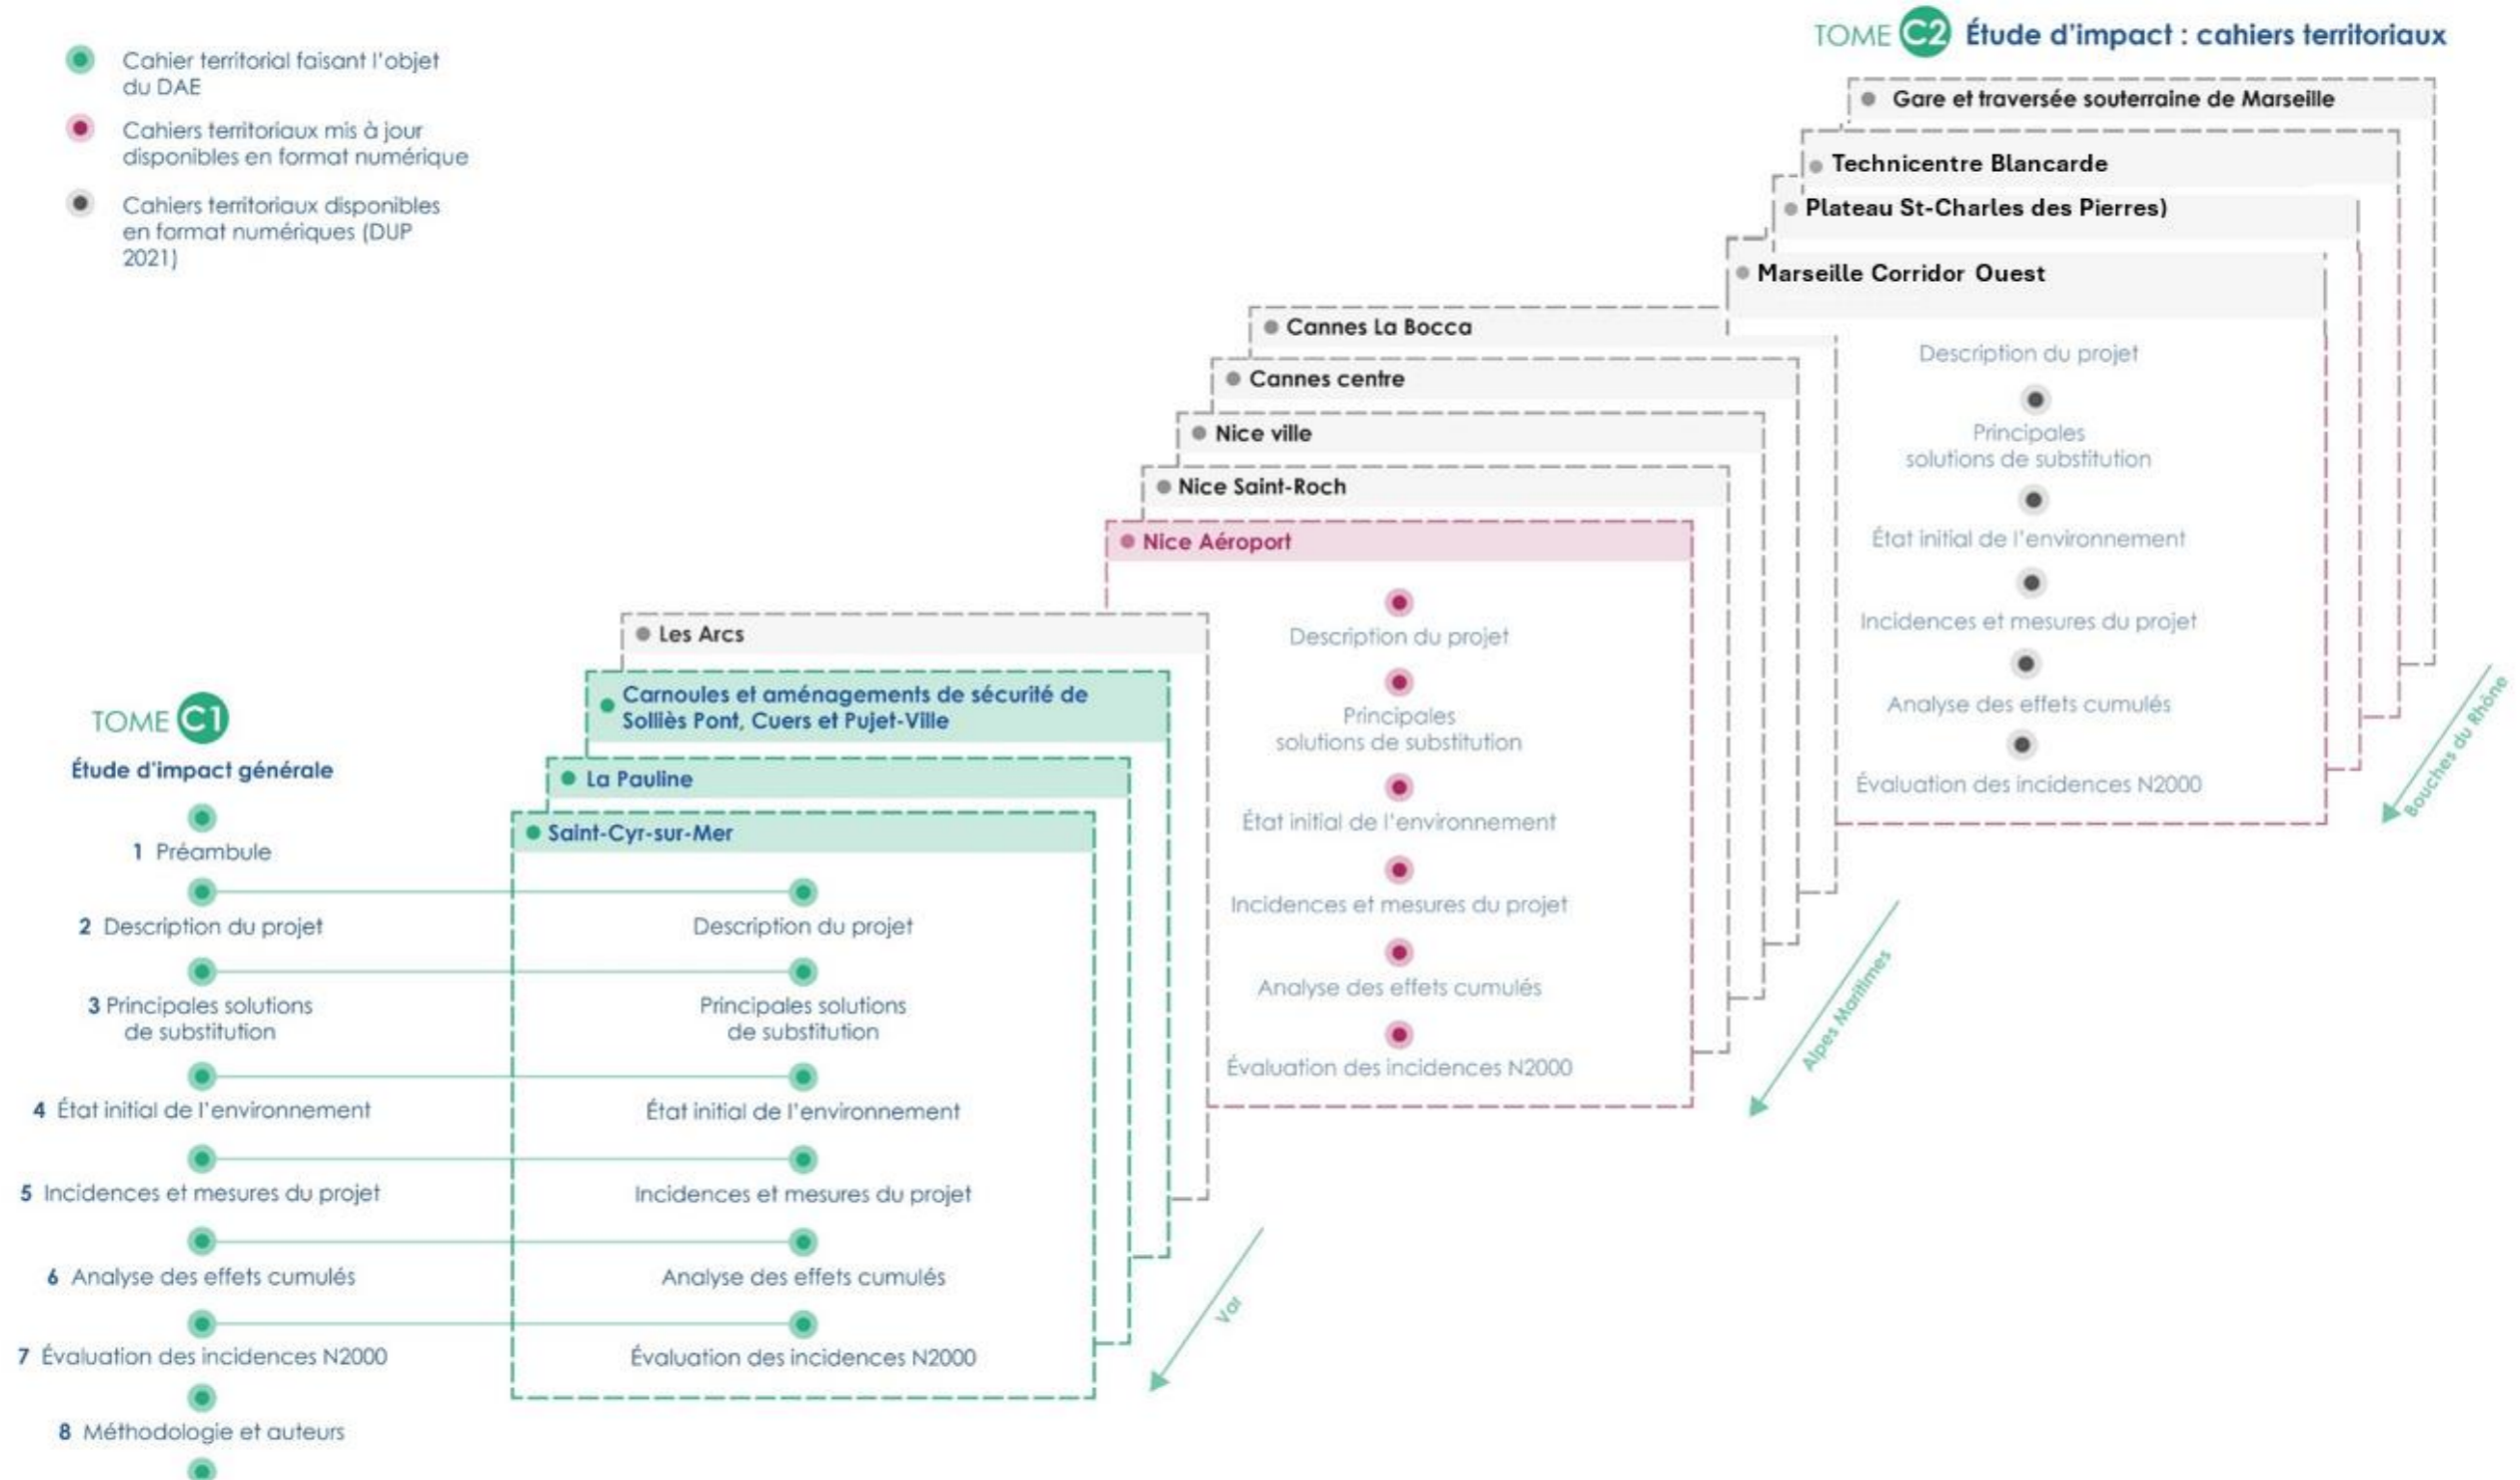 TOME C2 Étude d'impact : cahiers territoriaux
Cahier territorial faisant l'objet
du DAE
Cahiers territoriaux mis à jour
disponibles en format numérique
Cahiers territoriaux disponibles
en format numériques (DUP
2021)
Gare et traversée souterraine de Marseille
Technicentre Blancarde
Plateau St-Charles des Pierres)
Marseille Corridor Ouest
Description du projet
Principales
solutions de substitution
État initial de l'environnement
Incidences et mesures du projet
Analyse des effets cumulés
Évaluation des incidences N2000
Bouches du Rhône
Cannes La Bocca
Cannes centre
Nice ville
Nice Saint-Roch
Nice Aéroport
Description du projet
Principales
solutions de substitution
État initial de l'environnement
Incidences et mesures du projet
Analyse des effets cumulés
Évaluation des incidences N2000
Alpes Maritimes
Les Arcs
Carnoules et aménagements de sécurité de
Solliès Pont, Cuers et Pujet-Ville
La Pauline
Saint-Cyr-sur-Mer
Description du projet
Principales solutions
de substitution
État initial de l'environnement
Incidences et mesures du projet
Analyse des effets cumulés
Évaluation des incidences N2000
Var
TOME C1
Étude d'impact générale
1 Préambule
2 Description du projet
3 Principales solutions
de substitution
4 État initial de l'environnement
5 Incidences et mesures du projet
6 Analyse des effets cumulés
7 Évaluation des incidences N2000
8 Méthodologie et auteurs